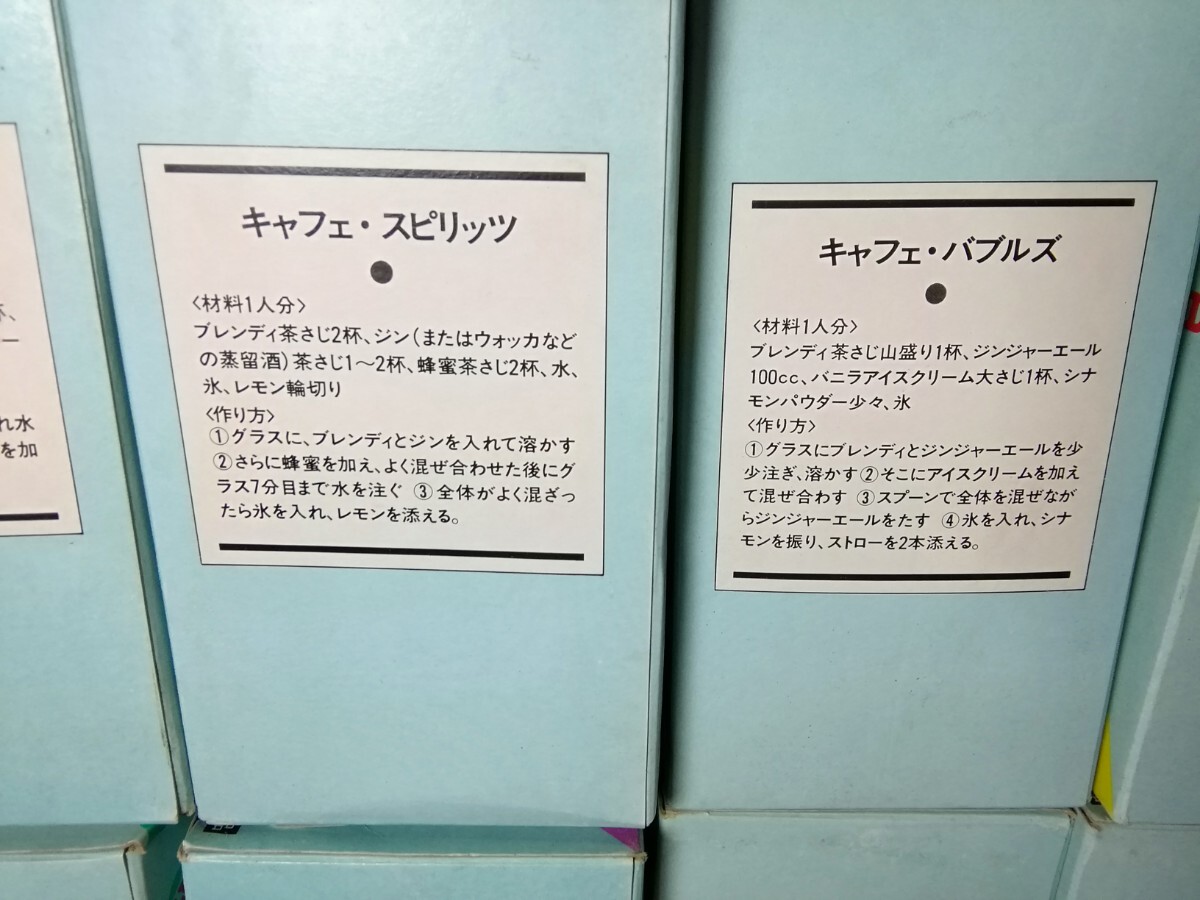 れ水
を加
キャフェ・スピリッツ
〈材料1人分〉
ブレンディ茶さじ2杯、ジン(またはウォッカなど
の蒸留酒)茶さじ1〜2杯、蜂蜜茶さじ2杯、水、
氷、レモン輪切り
〈作り方〉
①グラスに、ブレンディとジンを入れて溶かす
②さらに蜂蜜を加え、よく混ぜ合わせた後にグ
ラス7分目まで水を注ぐ ③全体がよく混ざっ
たら氷を入れ、レモンを添える。
キャフェ・バブルズ
〈材料1人分〉
ブレンディ茶さじ山盛り1杯、ジンジャーエール
100cc、バニラアイスクリーム大さじ1杯、シナ
モンパウダー少々、氷
〈作り方〉
①グラスにブレンディとジンジャーエールを少
少注ぎ、溶かす②そこにアイスクリームを加え
て混ぜ合わす ③スプーンで全体を混ぜなが
らジンジャーエールをたす ④氷を入れ、シナ
モンを振り、ストローを2本添える。